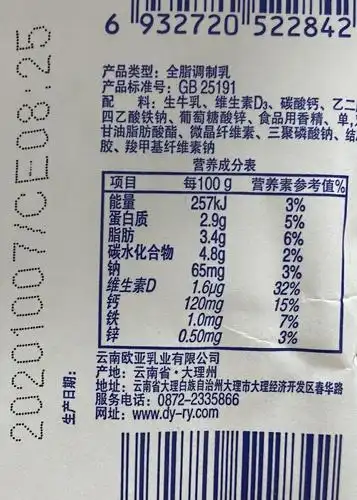 6 932720 522842
产品类型：全脂调制乳
产品标准号：GB 25191
配 料：生牛乳、维生素D₃、碳酸钙、乙二
四乙酸铁钠、葡萄糖酸锌、食品用香精、单,双
甘油脂肪酸酯、微晶纤维素、三聚磷酸钠、结
胶、羧甲基纤维素钠
营养成分表
项目 每100 g 营养素参考值%
能量 257kJ 3%
蛋白质 2.9g 5%
脂肪 3.4g 6%
碳水化合物 4.8g 2%
钠 65mg 3%
维生素D 1.6μg 32%
钙 120mg 15%
铁 1.0mg 7%
锌 0.50mg 3%
云南欧亚乳业有限公司
产地：云南省·大理州
地址：云南省大理白族自治州大理市大理经济开发区春华路
服务电话：0872-2335866
网址：www.dy-ry.com
生产日期：
20201007/CE08:25